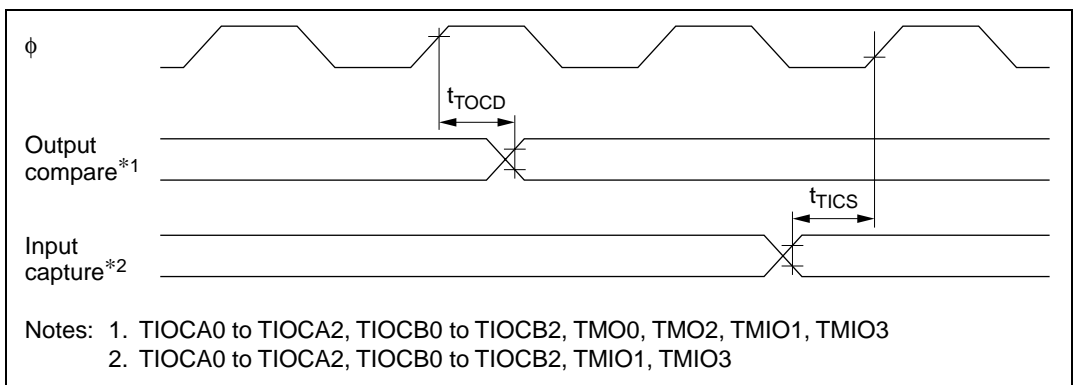 ϕ
tTOCD
Output
compare*1
tTICS
Input
capture*2
Notes: 1. TIOCA0 to TIOCA2, TIOCB0 to TIOCB2, TMO0, TMO2, TMIO1, TMIO3
2. TIOCA0 to TIOCA2, TIOCB0 to TIOCB2, TMIO1, TMIO3